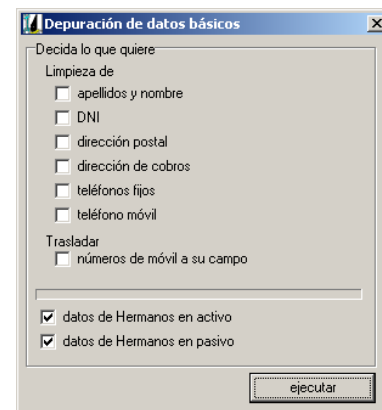 Depuración de datos básicos
Decida lo que quiere
Limpieza de
apellidos y nombre
DNI
dirección postal
dirección de cobros
teléfonos fijos
teléfono móvil
Trasladar
números de móvil a su campo
datos de Hermanos en activo
datos de Hermanos en pasivo
ejecutar